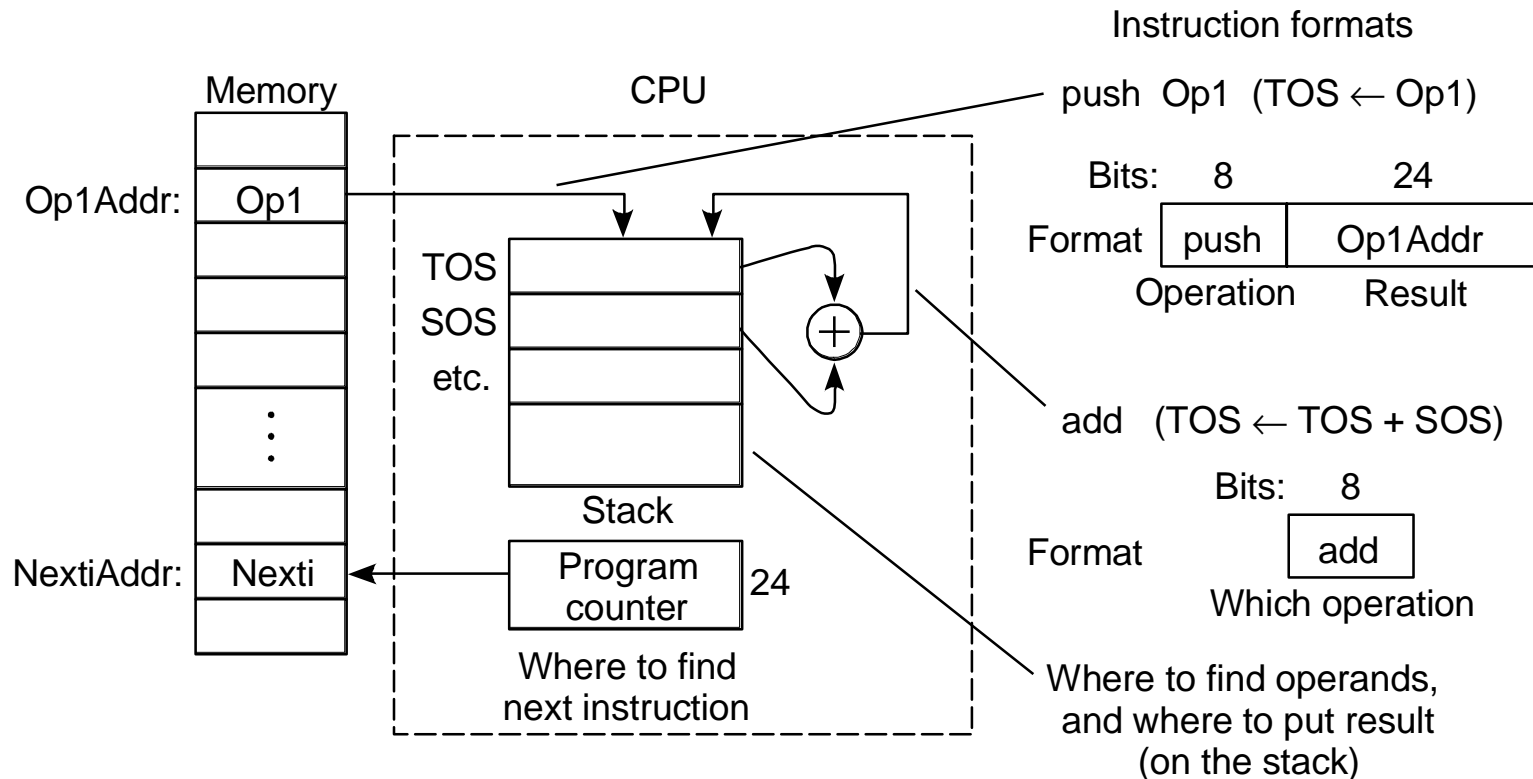 Instruction formats
Memory
CPU
push Op1 (TOS ← Op1)
Bits: 8 24
Op1Addr:
Op1
Format
push
Op1Addr
TOS
Operation
Result
SOS
+
etc.
add (TOS ← TOS + SOS)
Bits: 8
Stack
Format
add
NextiAddr:
Nexti
Program
counter
24
Which operation
Where to find
next instruction
Where to find operands,
and where to put result
(on the stack)